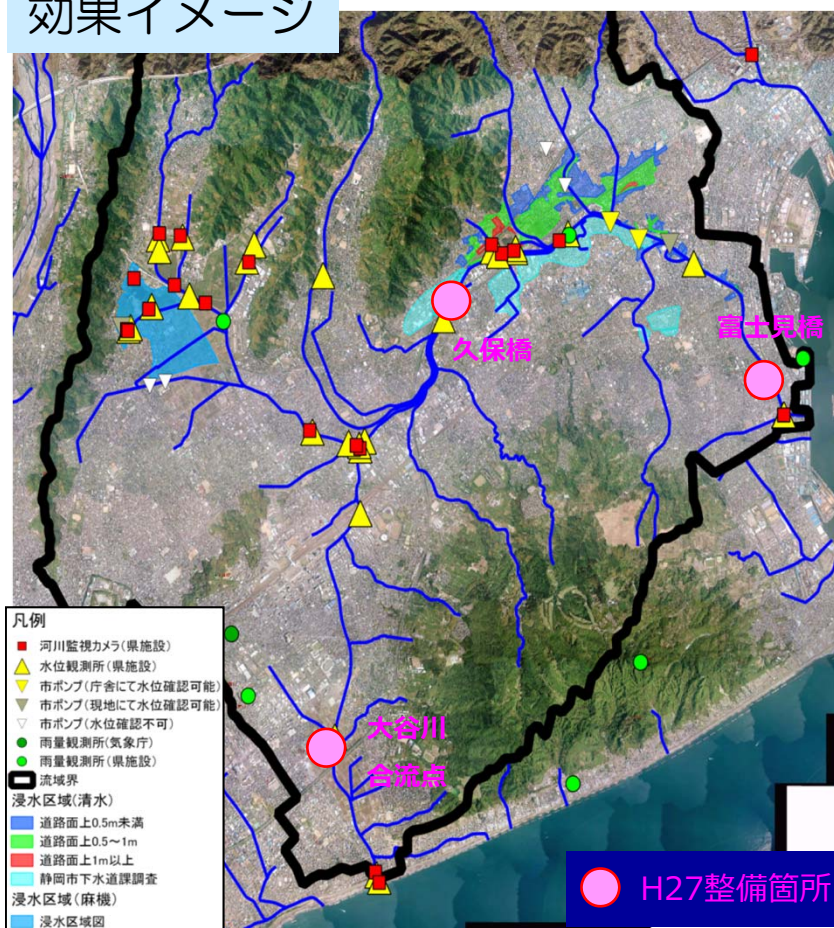 効果イメージ
富士見橋
久保橋
大谷川
合流点
凡例
河川監視カメラ(県施設)
水位観測所(県施設)
市ポンプ(庁舎にて水位確認可能)
市ポンプ(現地にて水位確認可能)
市ポンプ(水位確認不可)
雨量観測所(気象庁)
雨量観測所(県施設)
流域界
浸水区域(清水)
道路面上0.5m未満
道路面上0.5～1m
道路面上1m以上
静岡市下水道課調査
浸水区域(麻機)
浸水区域図
H27整備箇所